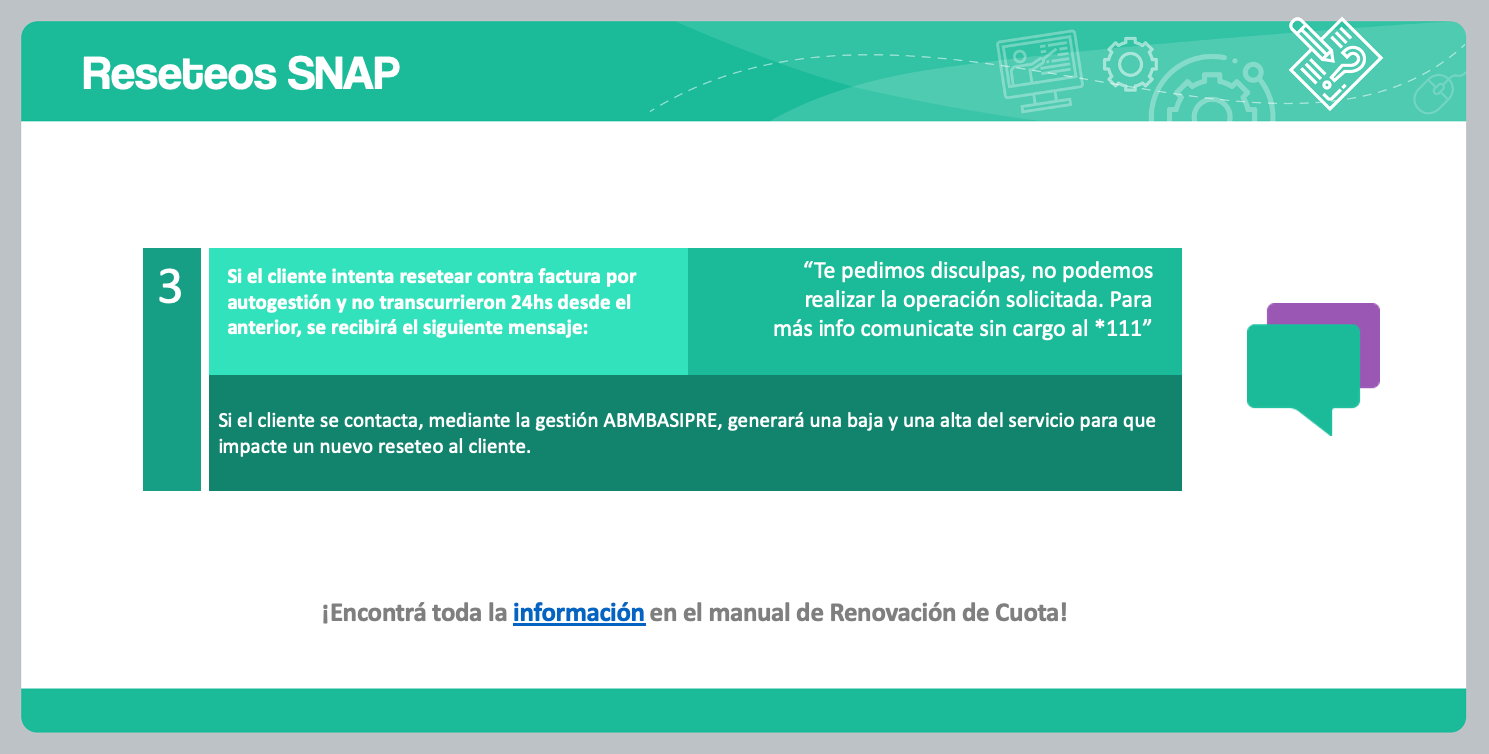 Reseteos SNAP
3
Si el cliente intenta resetear contra factura por
autogestión y no transcurrieron 24hs desde el
anterior, se recibirá el siguiente mensaje:
“Te pedimos disculpas, no podemos
realizar la operación solicitada. Para
más info comunicate sin cargo al *111”
Si el cliente se contacta, mediante la gestión ABMBASIPRE, generará una baja y una alta del servicio para que
impacte un nuevo reseteo al cliente.
¡Encontrá toda la información en el manual de Renovación de Cuota!